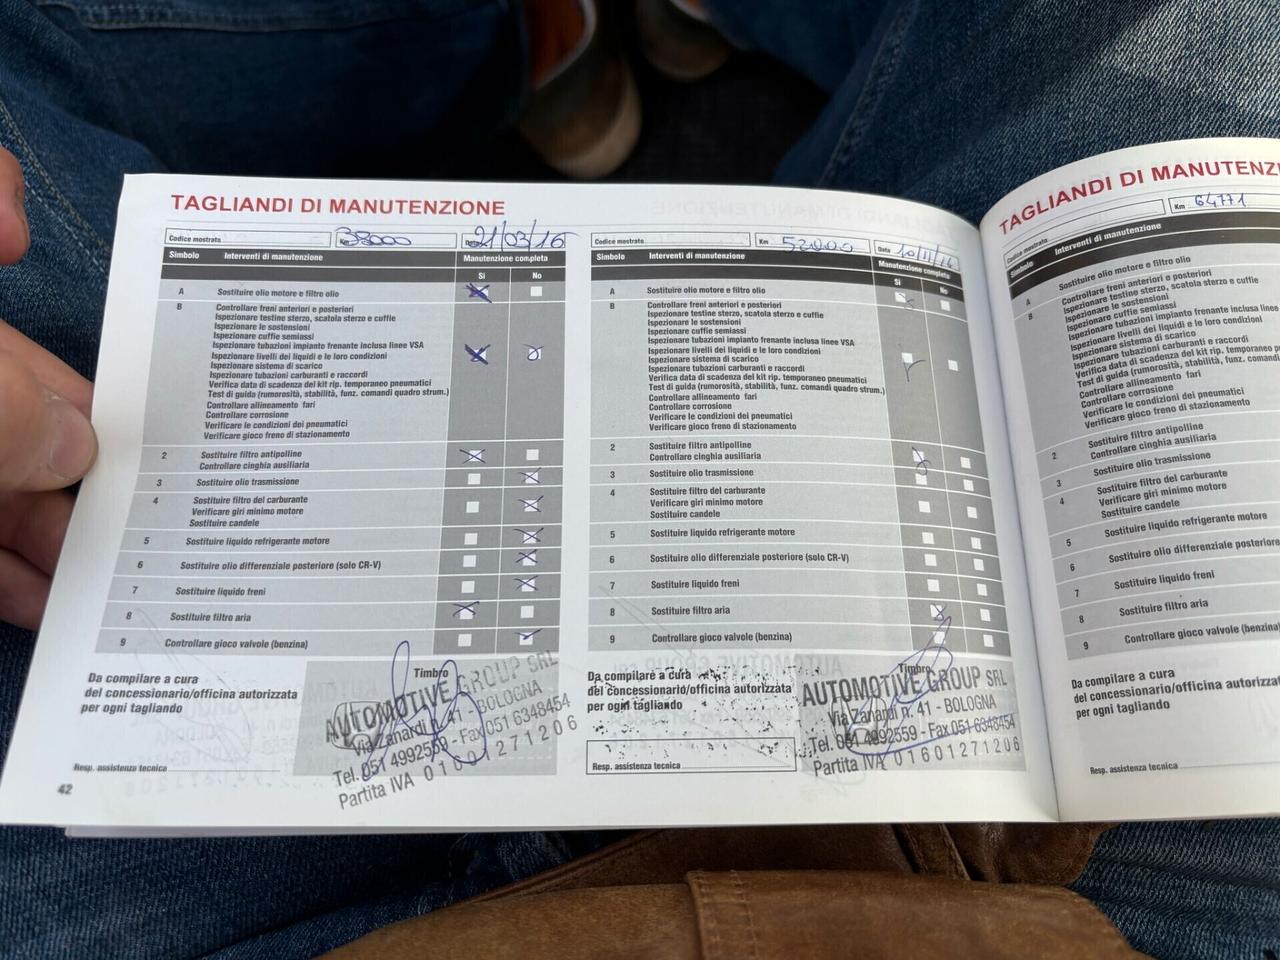 TAGLIANDI DI MANUTENZIONE
Codice mostrato
Km 38000
Data 21/03/16
Simbolo Interventi di manutenzione Manutenzione completa
Si No
A Sostituire olio motore e filtro olio
B Controllare freni anteriori e posteriori
Ispezionare testine sterzo, scatola sterzo e cuffie
Ispezionare le sostensioni
Ispezionare cuffie semiassi
Ispezionare tubazioni impianto frenante inclusa linee VSA
Ispezionare livelli dei liquidi e le loro condizioni
Ispezionare sistema di scarico
Ispezionare tubazioni carburanti e raccordi
Verifica data di scadenza del kit rip. temporaneo pneumatici
Test di guida (rumorosità, stabilità, funz. comandi quadro strum.)
Controllare allineamento fari
Controllare corrosione
Verificare le condizioni dei pneumatici
Verificare gioco freno di stazionamento
2 Sostituire filtro antipolline
Controllare cinghia ausiliaria
3 Sostituire olio trasmissione
4 Sostituire filtro del carburante
Verificare giri minimo motore
Sostituire candele
5 Sostituire liquido refrigerante motore
6 Sostituire olio differenziale posteriore (solo CR-V)
7 Sostituire liquido freni
8 Sostituire filtro aria
9 Controllare gioco valvole (benzina)
Da compilare a cura
del concessionario/officina autorizzata
per ogni tagliando
Timbro
AUTOMOTIVE GROUP SRL
Via Zanardi n. 41 - BOLOGNA
Tel. 051 4992559 - Fax 051 6348454
Partita IVA 01601271206
Resp. assistenza tecnica
42
Codice mostrato
Km 53000
Data 10/11/16
Simbolo Interventi di manutenzione Manutenzione completa
Si No
A Sostituire olio motore e filtro olio
B Controllare freni anteriori e posteriori
Ispezionare testine sterzo, scatola sterzo e cuffie
Ispezionare le sostensioni
Ispezionare cuffie semiassi
Ispezionare tubazioni impianto frenante inclusa linee VSA
Ispezionare livelli dei liquidi e le loro condizioni
Ispezionare sistema di scarico
Ispezionare tubazioni carburanti e raccordi
Verifica data di scadenza del kit rip. temporaneo pneumatici
Test di guida (rumorosità, stabilità, funz. comandi quadro strum.)
Controllare allineamento fari
Controllare corrosione
Verificare le condizioni dei pneumatici
Verificare gioco freno di stazionamento
2 Sostituire filtro antipolline
Controllare cinghia ausiliaria
3 Sostituire olio trasmissione
4 Sostituire filtro del carburante
Verificare giri minimo motore
Sostituire candele
5 Sostituire liquido refrigerante motore
6 Sostituire olio differenziale posteriore (solo CR-V)
7 Sostituire liquido freni
8 Sostituire filtro aria
9 Controllare gioco valvole (benzina)
Da compilare a cura
del concessionario/officina autorizzata
per ogni tagliando
Timbro
AUTOMOTIVE GROUP SRL
Via Zanardi n. 41 - BOLOGNA
Tel. 051 4992559 - Fax 051 6348454
Partita IVA 01601271206
Resp. assistenza tecnica
TAGLIANDI DI MANUTENZI
Codice mostrato
Km 64771
Simbolo Interventi di manutenzione
A Sostituire olio motore e filtro olio
B Controllare freni anteriori e posteriori
Ispezionare testine sterzo, scatola sterzo e cuffie
Ispezionare le sostensioni
Ispezionare cuffie semiassi
Ispezionare tubazioni impianto frenante inclusa linee
Ispezionare livelli dei liquidi e le loro condizioni
Ispezionare sistema di scarico
Ispezionare tubazioni carburanti e raccordi
Verifica data di scadenza del kit rip. temporaneo
Test di guida (rumorosità, stabilità, funz. comandi
Controllare allineamento fari
Controllare corrosione
Verificare le condizioni dei pneumatici
Verificare gioco freno di stazionamento
2 Sostituire filtro antipolline
Controllare cinghia ausiliaria
3 Sostituire olio trasmissione
4 Sostituire filtro del carburante
Verificare giri minimo motore
Sostituire candele
5 Sostituire liquido refrigerante motore
6 Sostituire olio differenziale posteriore
7 Sostituire liquido freni
8 Sostituire filtro aria
9 Controllare gioco valvole (benzina)
Da compilare a cura
del concessionario/officina
per ogni tagliando
Resp. assistenza tecnica